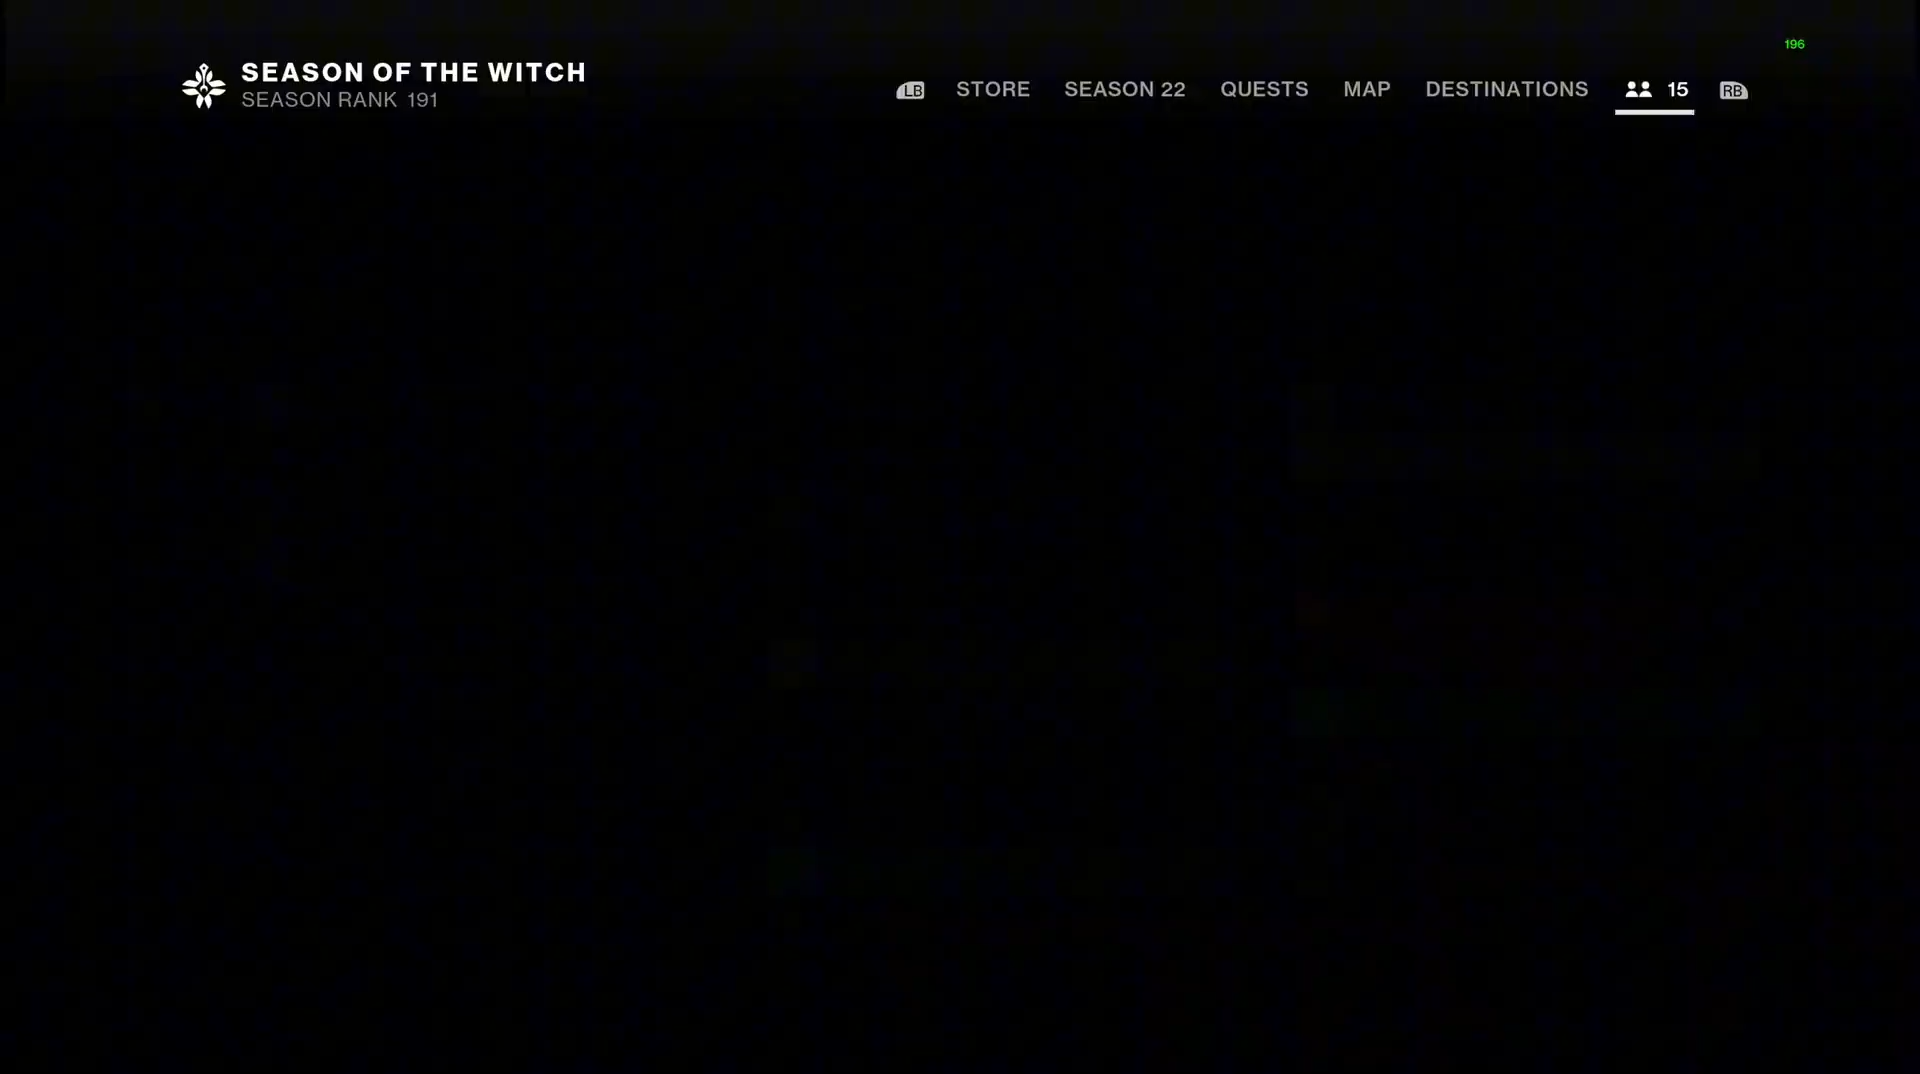 196
SEASON OF THE WITCH
SEASON RANK 191
LB STORE SEASON 22 QUESTS MAP DESTINATIONS 15 RB